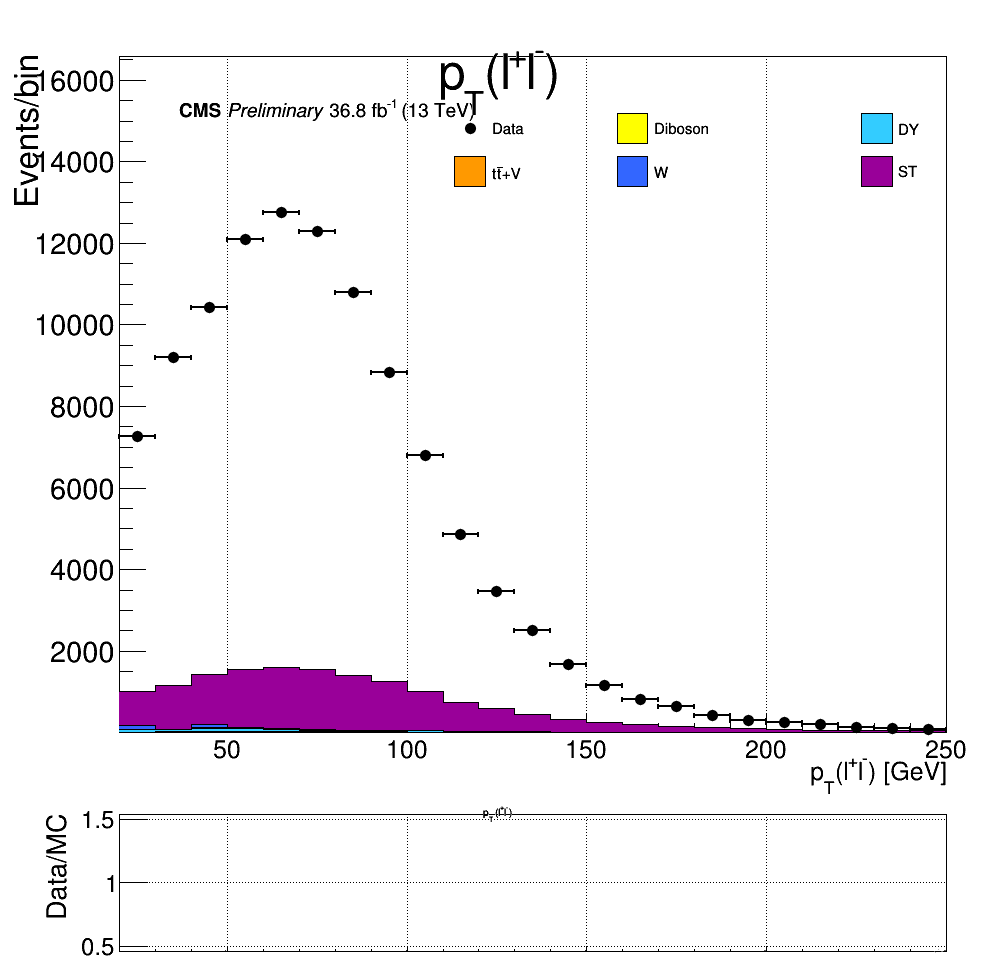 p_T(l⁺l⁻)
Events/bin
CMS Preliminary 36.8 fb⁻¹ (13 TeV)
Data
Diboson
DY
tt̄+V
W
ST
16000
14000
12000
10000
8000
6000
4000
2000
50 100 150 200 250
p_T(l⁺l⁻) [GeV]
p_T(l⁺l⁻)
Data/MC
1.5
1
0.5